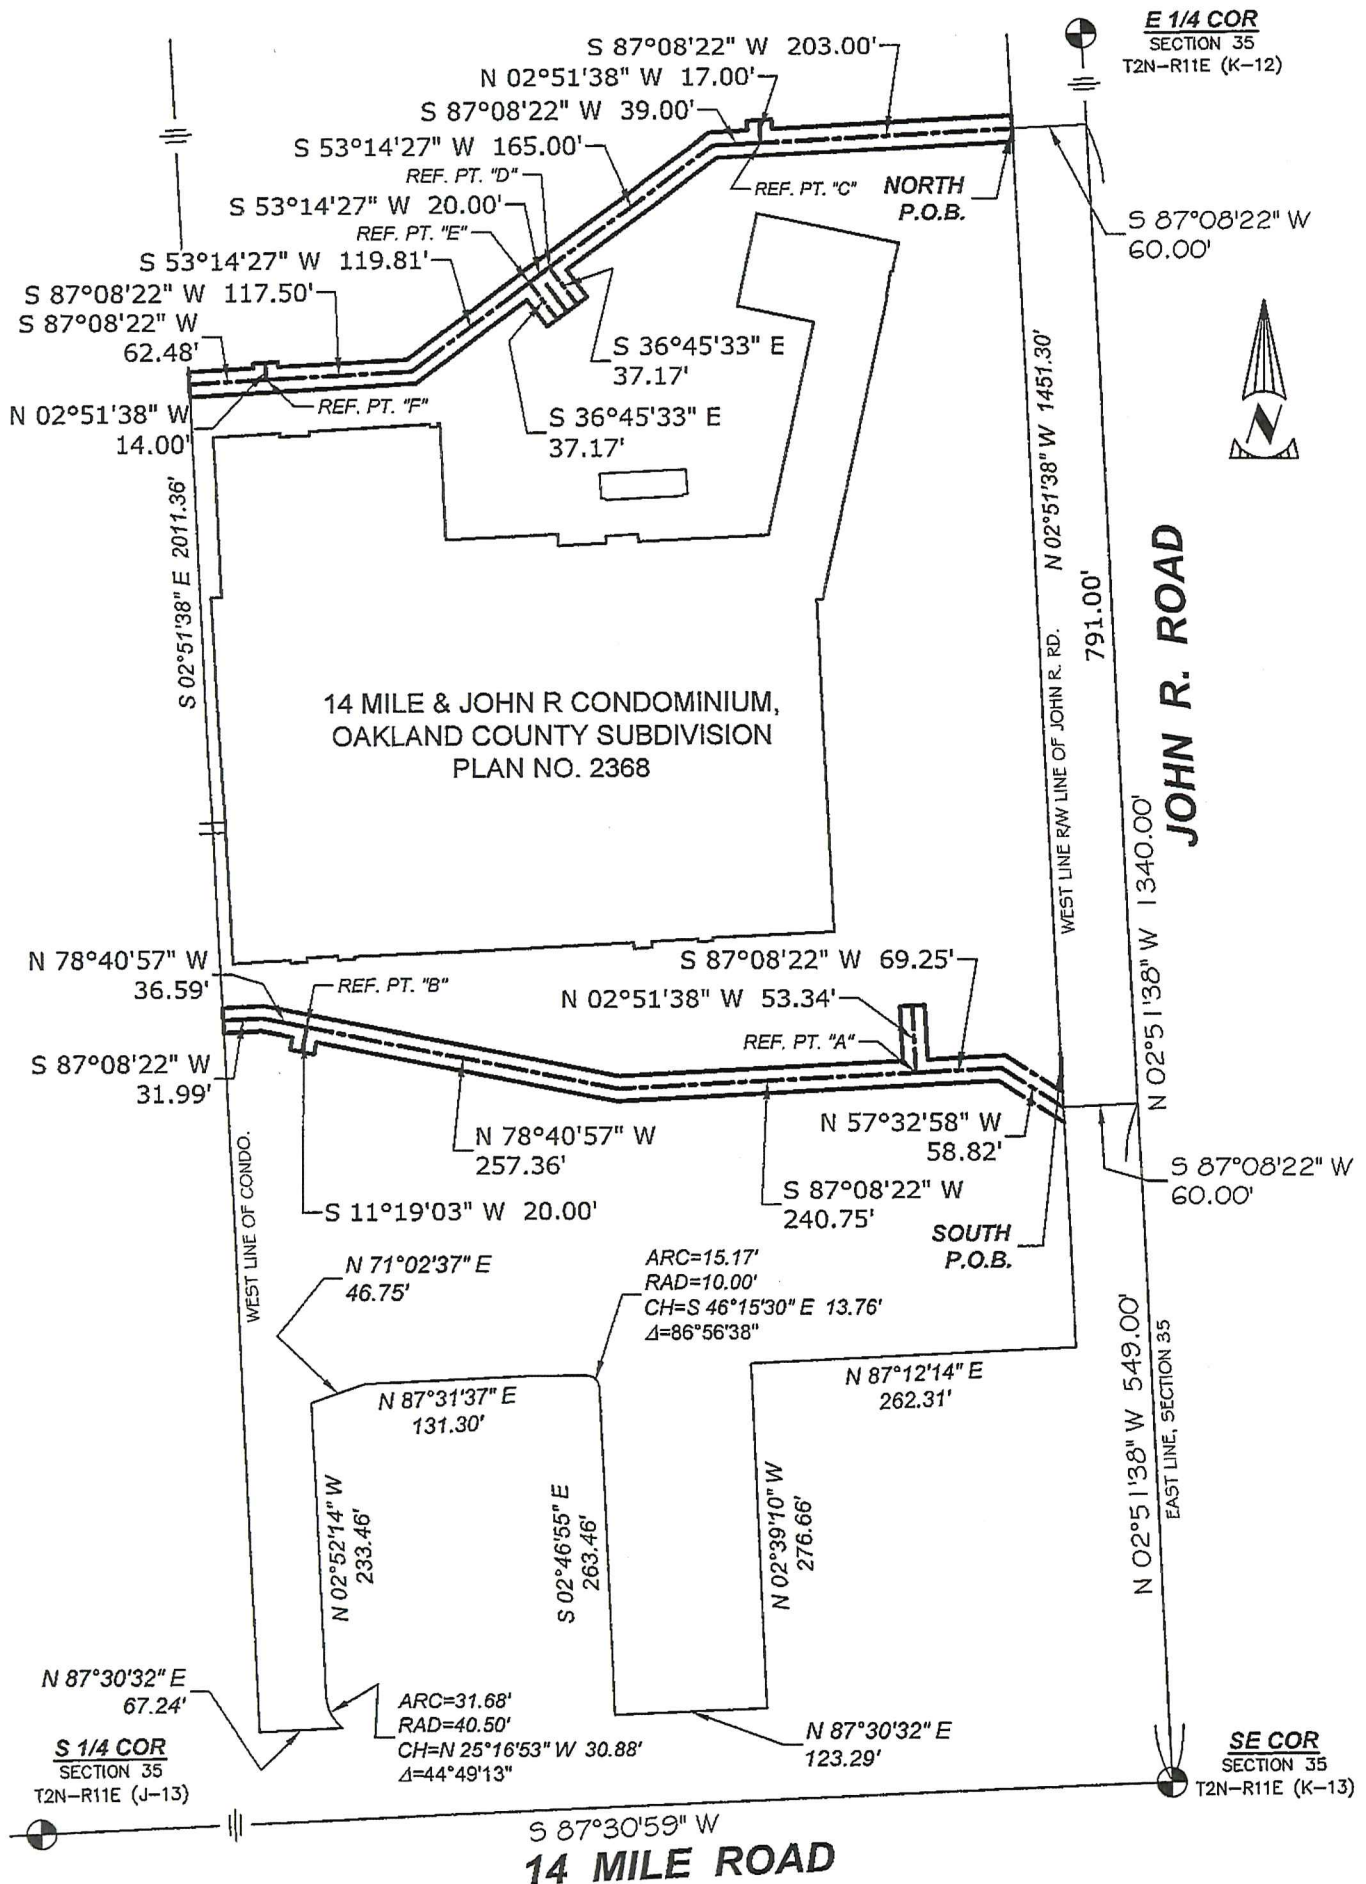 E 1/4 COR
SECTION 35
T2N-R11E (K-12)
S 87°08'22" W 203.00'
N 02°51'38" W 17.00'
S 87°08'22" W 39.00'
S 53°14'27" W 165.00'
REF. PT. "D"
S 53°14'27" W 20.00'
REF. PT. "E"
S 53°14'27" W 119.81'
S 87°08'22" W 117.50'
S 87°08'22" W
62.48'
N 02°51'38" W
14.00'
REF. PT. "C"
NORTH
P.O.B.
S 87°08'22" W
60.00'
S 36°45'33" E
37.17'
REF. PT. "F"
S 36°45'33" E
37.17'
N
S 02°51'38" E 2011.36'
N 02°51'38" W 1451.30'
WEST LINE R/W LINE OF JOHN R. RD.
791.00'
JOHN R. ROAD
N 02°51'38" W 1340.00'
14 MILE & JOHN R CONDOMINIUM,
OAKLAND COUNTY SUBDIVISION
PLAN NO. 2368
N 78°40'57" W
36.59'
REF. PT. "B"
S 87°08'22" W 69.25'
N 02°51'38" W 53.34'
REF. PT. "A"
S 87°08'22" W
31.99'
N 78°40'57" W
257.36'
N 57°32'58" W
58.82'
S 87°08'22" W
60.00'
S 87°08'22" W
240.75'
S 11°19'03" W 20.00'
SOUTH
P.O.B.
WEST LINE OF CONDO.
N 71°02'37" E
46.75'
ARC=15.17'
RAD=10.00'
CH=S 46°15'30" E 13.76'
Δ=86°56'38"
N 87°31'37" E
131.30'
N 87°12'14" E
262.31'
N 02°52'14" W
233.46'
S 02°46'55" E
263.46'
N 02°39'10" W
276.66'
N 02°51'38" W 549.00'
EAST LINE, SECTION 35
N 87°30'32" E
67.24'
ARC=31.68'
RAD=40.50'
CH=N 25°16'53" W 30.88'
Δ=44°49'13"
N 87°30'32" E
123.29'
S 1/4 COR
SECTION 35
T2N-R11E (J-13)
SE COR
SECTION 35
T2N-R11E (K-13)
S 87°30'59" W
14 MILE ROAD